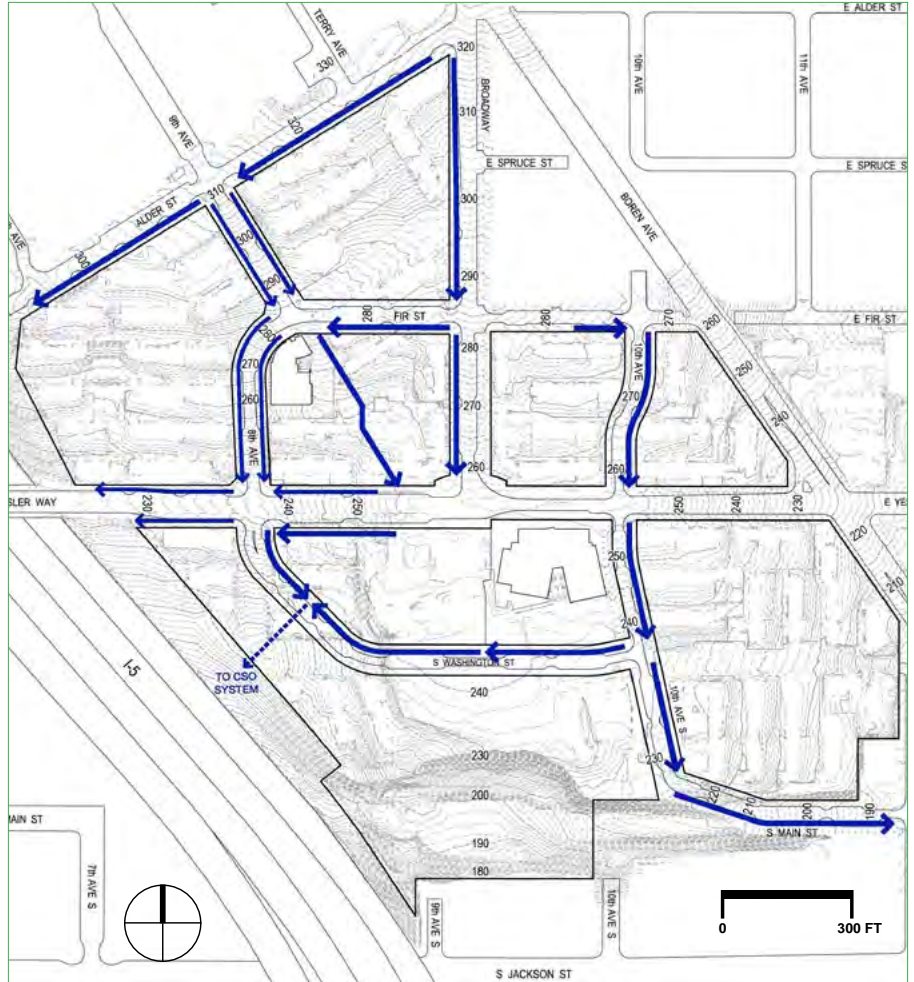 E ALDER ST
TERRY AVE
320
330
10th AVE
11th AVE
BROADWAY
310
320
9th AVE
E SPRUCE ST
E SPRUCE S
310
300
BOREN AVE
ALDER ST
300
300
290
290
280
FIR ST
280
270
260
E FIR ST
280
280
10th AVE
270
250
270
260
8th AVE
270
240
260
260
SLER WAY
230
240
250
250
240
230
E YE
220
250
210
240
I-5
TO CSO
SYSTEM
S WASHINGTON ST
240
10th AVE S
230
230
220
210
200
200
190
S MAIN ST
190
180
MAIN ST
7th AVE S
9th AVE S
10th AVE S
0
300 FT
S JACKSON ST